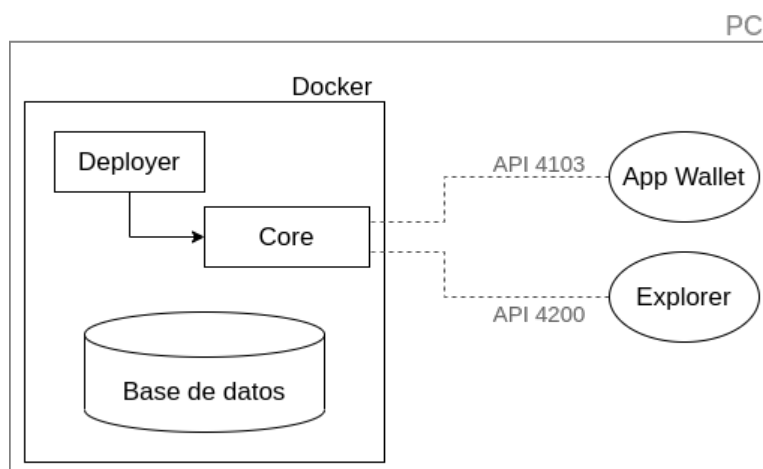 PC
Docker
Deployer
API 4103
App Wallet
Core
Explorer
API 4200
Base de datos